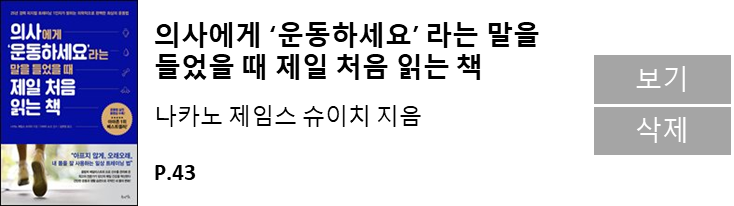 의사에게
‘운동하세요’라는
말을 들었을 때
제일 처음
읽는 책
“아프지 않게, 오래오래,
내 몸을 잘 사용하는 일상 트레이닝 법”
의사에게 ‘운동하세요’ 라는 말을
들었을 때 제일 처음 읽는 책
나카노 제임스 슈이치 지음
P.43
보기
삭제